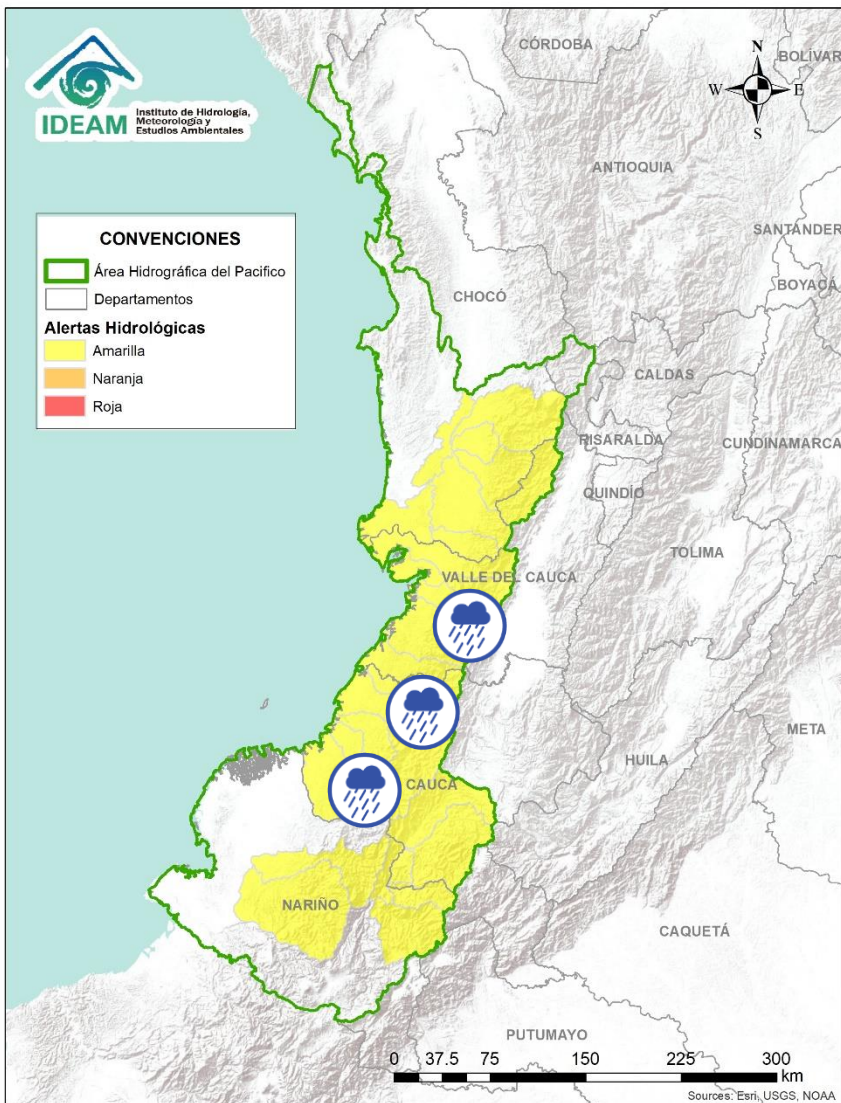 IDEAM
Instituto de Hidrología,
Meteorología y
Estudios Ambientales
N
W
E
S
CÓRDOBA
BOLÍVAR
ANTIOQUIA
SANTÁNDER
BOYACÁ
CONVENCIONES
Área Hidrográfica del Pacifico
Departamentos
Alertas Hidrológicas
Amarilla
Naranja
Roja
CHOCÓ
CALDAS
RISARALDA
CUNDINAMARCA
QUINDÍO
TOLIMA
VALLE DEL CAUCA
META
HUILA
CAUCA
NARIÑO
CAQUETÁ
PUTUMAYO
0 37.5 75 150 225 300
km
Sources: Esri, USGS, NOAA